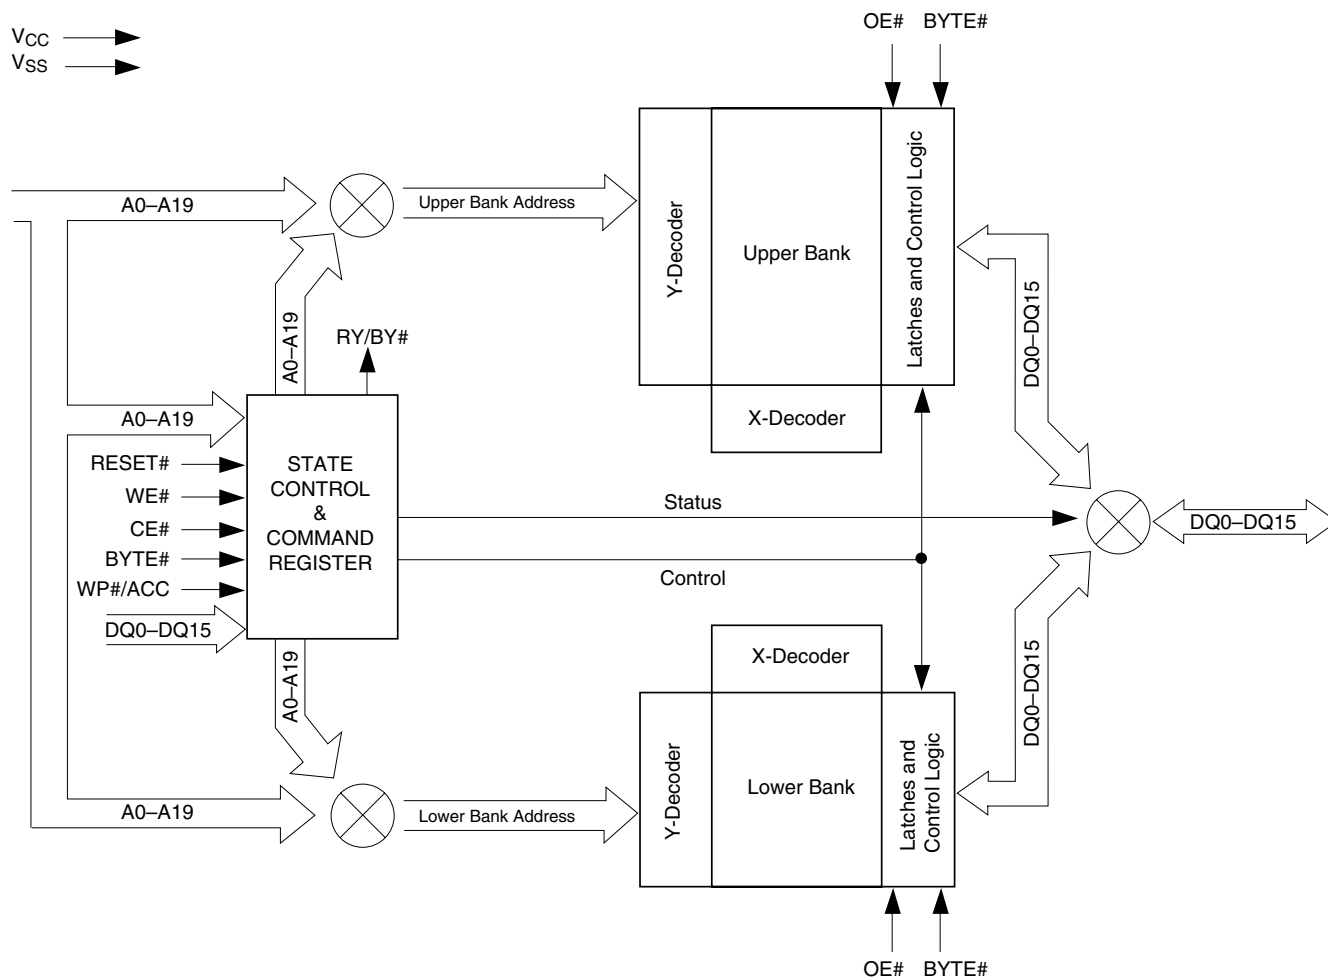 OE# BYTE#
VCC
VSS
A0–A19
Upper Bank Address
Y-Decoder
Upper Bank
Latches and Control Logic
X-Decoder
DQ0–DQ15
A0–A19
RY/BY#
A0–A19
RESET#
WE#
CE#
BYTE#
WP#/ACC
DQ0–DQ15
STATE
CONTROL
&
COMMAND
REGISTER
Status
Control
DQ0–DQ15
A0–A19
X-Decoder
Y-Decoder
Lower Bank
Latches and
Control Logic
DQ0–DQ15
A0–A19
Lower Bank Address
OE# BYTE#